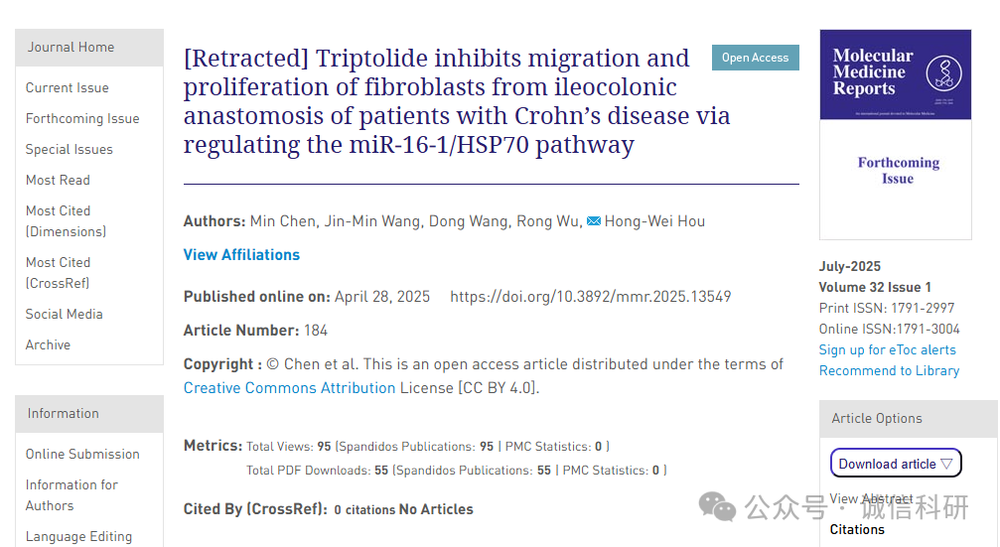 Journal Home
Current Issue
Forthcoming Issue
Special Issues
Most Read
Most Cited
(Dimensions)
Most Cited
(CrossRef)
Social Media
Archive
Information
Online Submission
Information for
Authors
Language Editing
[Retracted] Triptolide inhibits migration and
proliferation of fibroblasts from ileocolonic
anastomosis of patients with Crohn’s disease via
regulating the miR-16-1/HSP70 pathway
Open Access
Authors: Min Chen, Jin-Min Wang, Dong Wang, Rong Wu, Hong-Wei Hou
View Affiliations
Published online on: April 28, 2025 https://doi.org/10.3892/mmr.2025.13549
Article Number: 184
Copyright : © Chen et al. This is an open access article distributed under the terms of
Creative Commons Attribution License [CC BY 4.0].
Metrics: Total Views: 95 (Spandidos Publications: 95 | PMC Statistics: 0 )
Total PDF Downloads: 55 (Spandidos Publications: 55 | PMC Statistics: 0 )
Cited By (CrossRef): 0 citations No Articles
Molecular
Medicine
Reports
Forthcoming
Issue
July-2025
Volume 32 Issue 1
Print ISSN: 1791-2997
Online ISSN:1791-3004
Sign up for eToc alerts
Recommend to Library
Article Options
Download article ▽
View Abstract
Citations
公众号 · 诚信科研